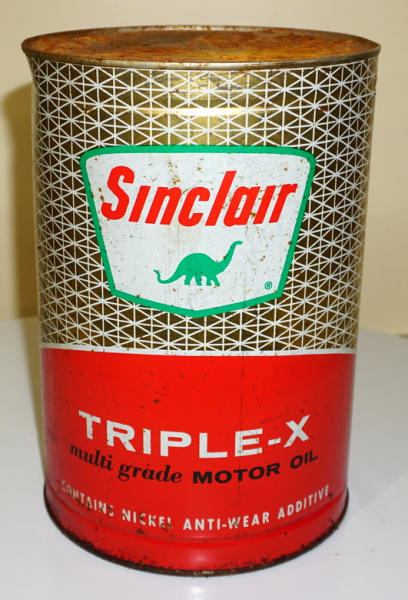 Sinclair
®
TRIPLE-X
multi grade MOTOR OIL
CONTAINS NICKEL ANTI-WEAR ADDITIVE